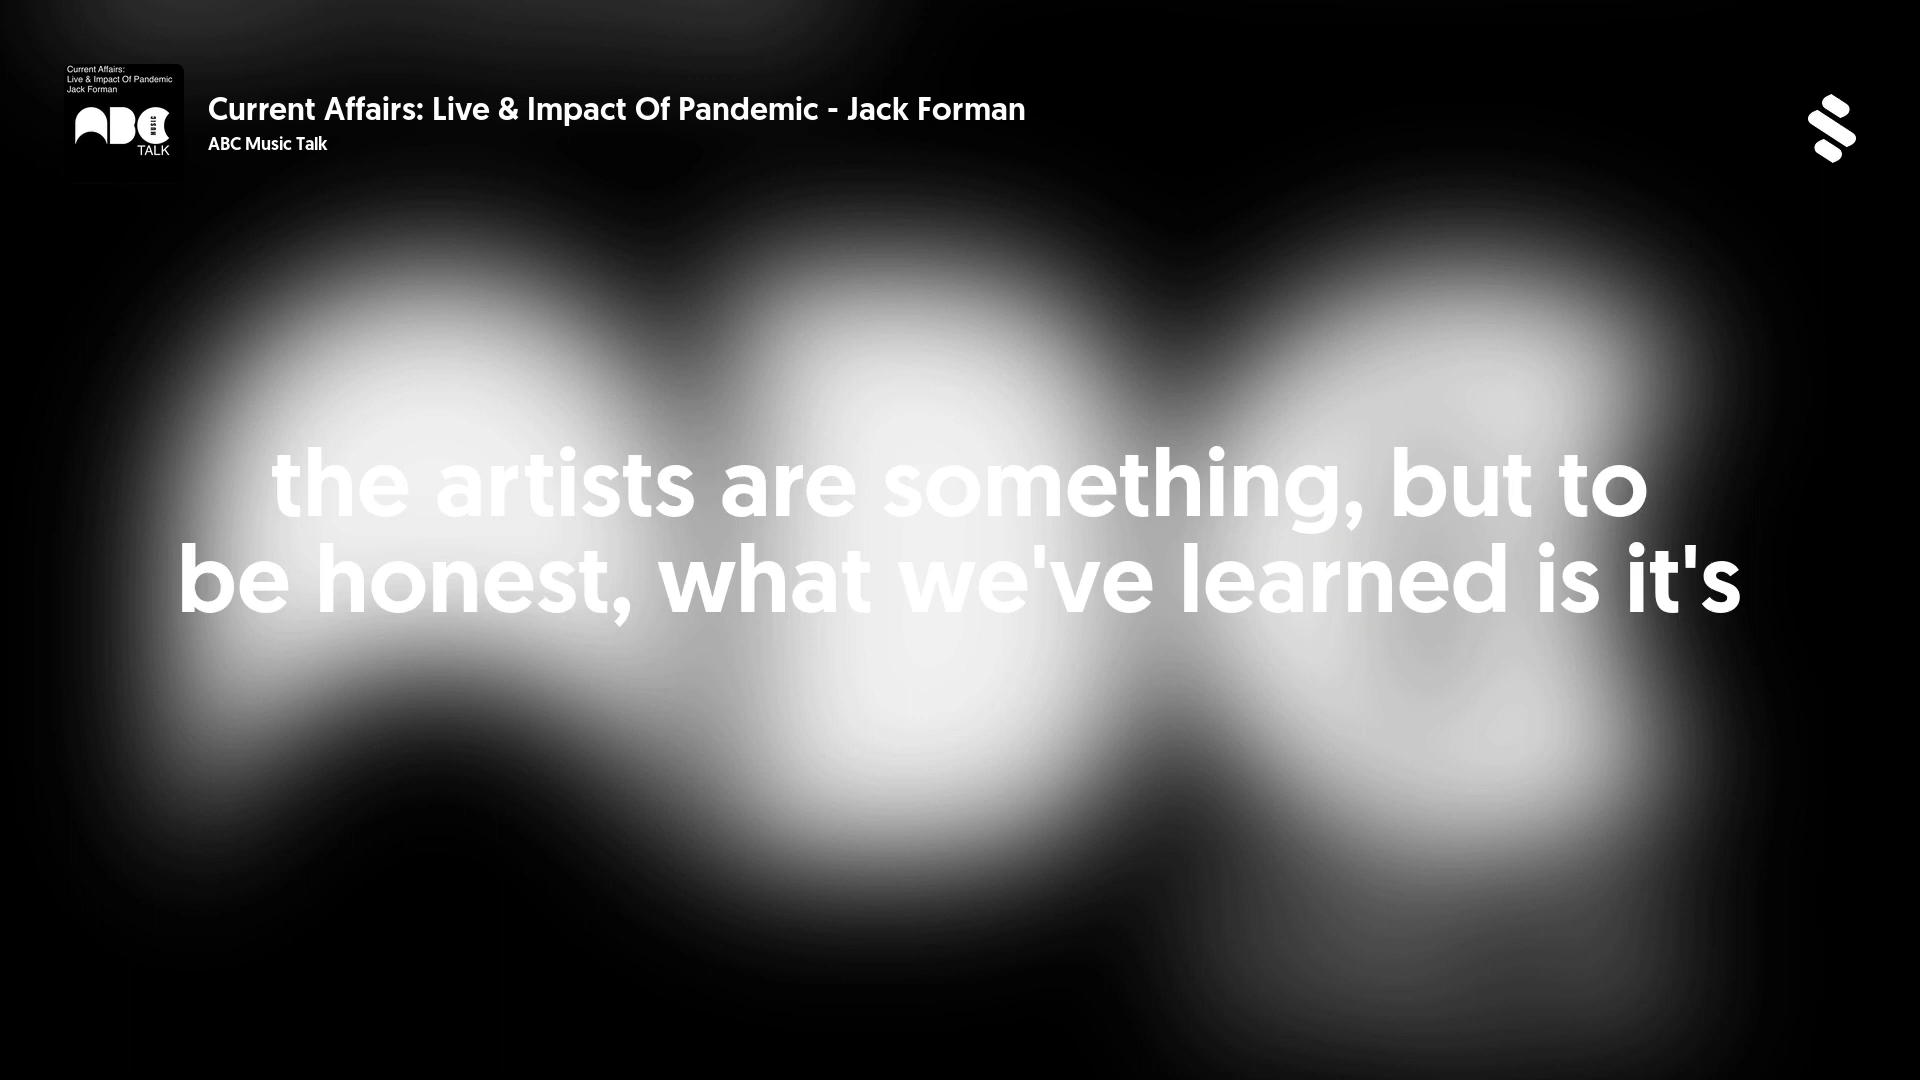 Current Affairs:
Live & Impact Of Pandemic
Jack Forman
ABC
MUSIC
TALK
Current Affairs: Live & Impact Of Pandemic - Jack Forman
ABC Music Talk
the artists are something, but to
be honest, what we've learned is it's